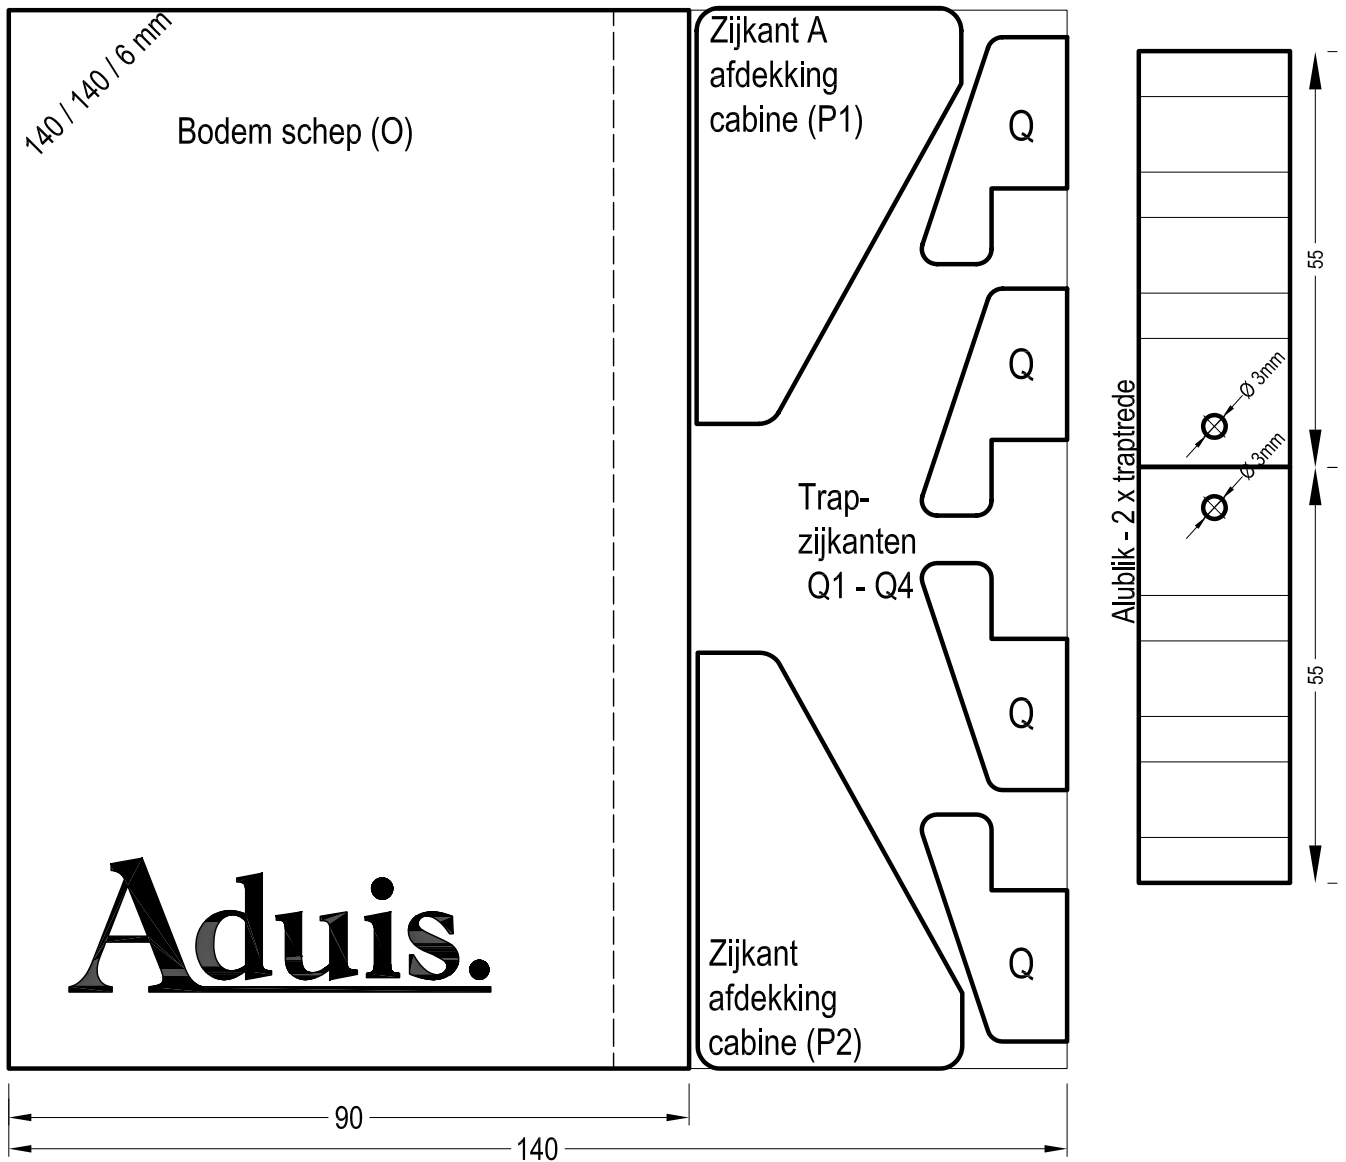 140 / 140 / 6 mm
Bodem schep (O)
Zijkant A
afdekking
cabine (P1)
Q
Q
Trap-
zijkanten
Q1 - Q4
Q
Q
Zijkant
afdekking
cabine (P2)
Aduis.
90
140
Alublik - 2 x traptrede
Ø 3mm
Ø 3mm
55
55